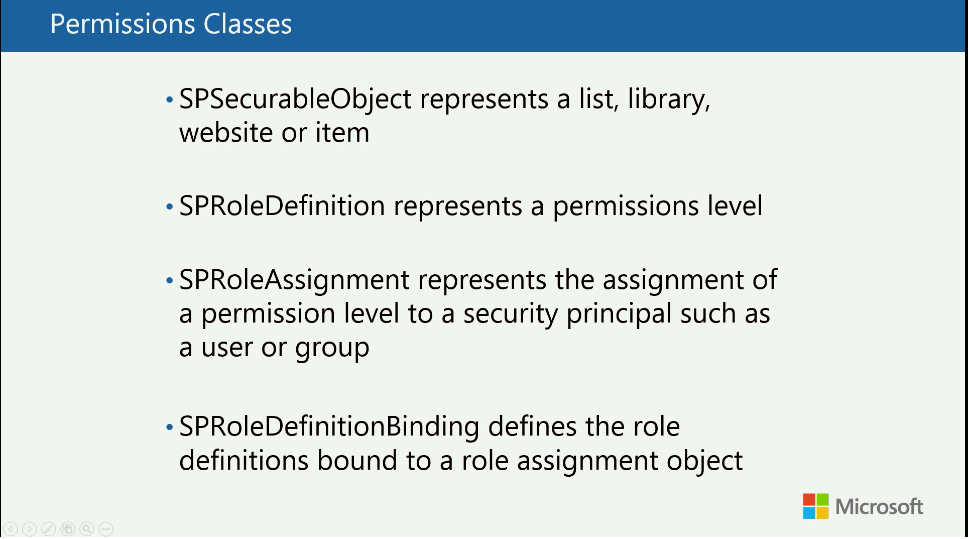 Permissions Classes
• SPSecurableObject represents a list, library,
website or item
• SPRoleDefinition represents a permissions level
• SPRoleAssignment represents the assignment of
a permission level to a security principal such as
a user or group
• SPRoleDefinitionBinding defines the role
definitions bound to a role assignment object
Microsoft